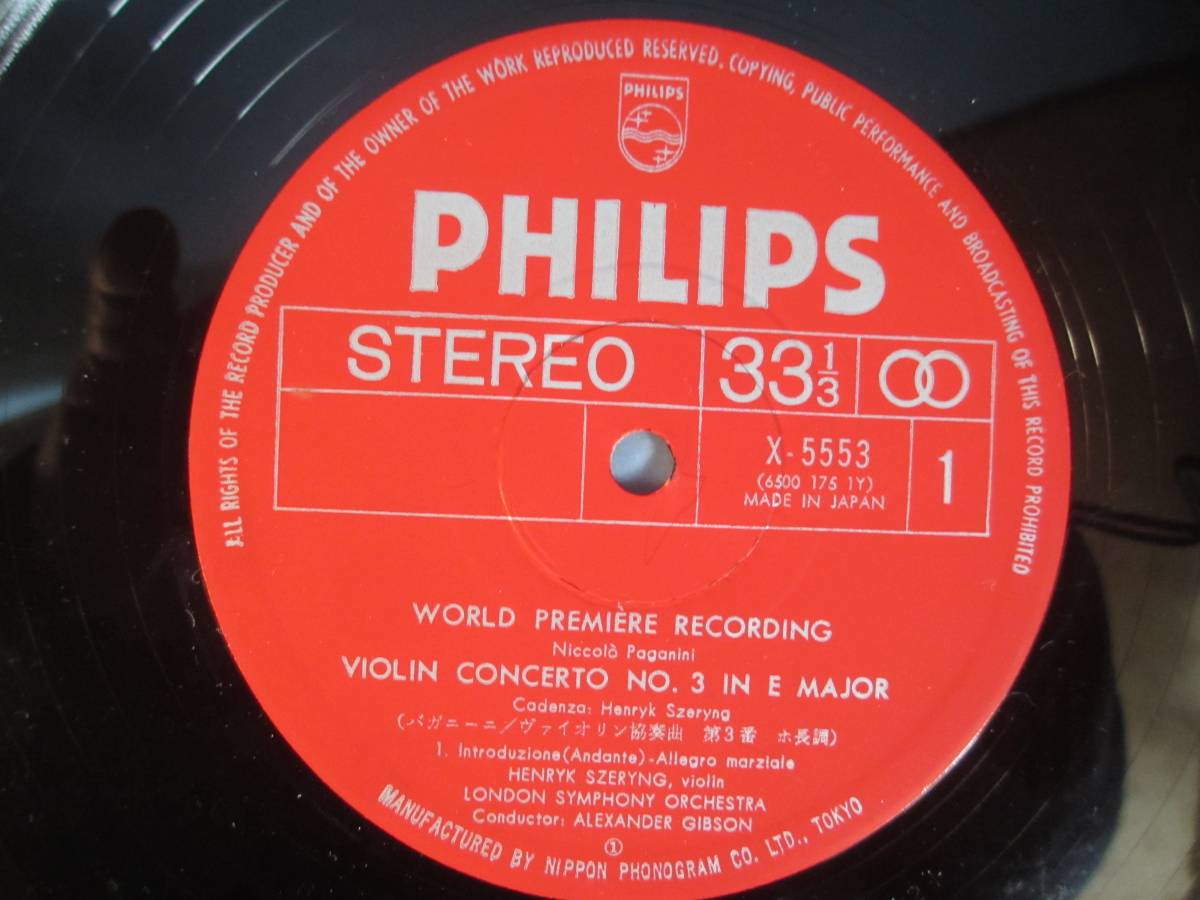 ALL RIGHTS OF THE RECORD PRODUCER AND OF THE OWNER OF THE WORK REPRODUCED RESERVED. COPYING, PUBLIC PERFORMANCE AND BROADCASTING OF THIS RECORD PROHIBITED
PHILIPS
PHILIPS
STEREO 33 1/3
X-5553
(6500 175 1Y)
MADE IN JAPAN
1
WORLD PREMIÈRE RECORDING
Niccolò Paganini
VIOLIN CONCERTO NO. 3 IN E MAJOR
Cadenza: Henryk Szeryng
(パガニーニ/ヴァイオリン協奏曲 第3番 ホ長調)
1. Introduzione(Andante)-Allegro marziale
HENRYK SZERYNG, violin
LONDON SYMPHONY ORCHESTRA
Conductor: ALEXANDER GIBSON
①
MANUFACTURED BY NIPPON PHONOGRAM CO. LTD., TOKYO